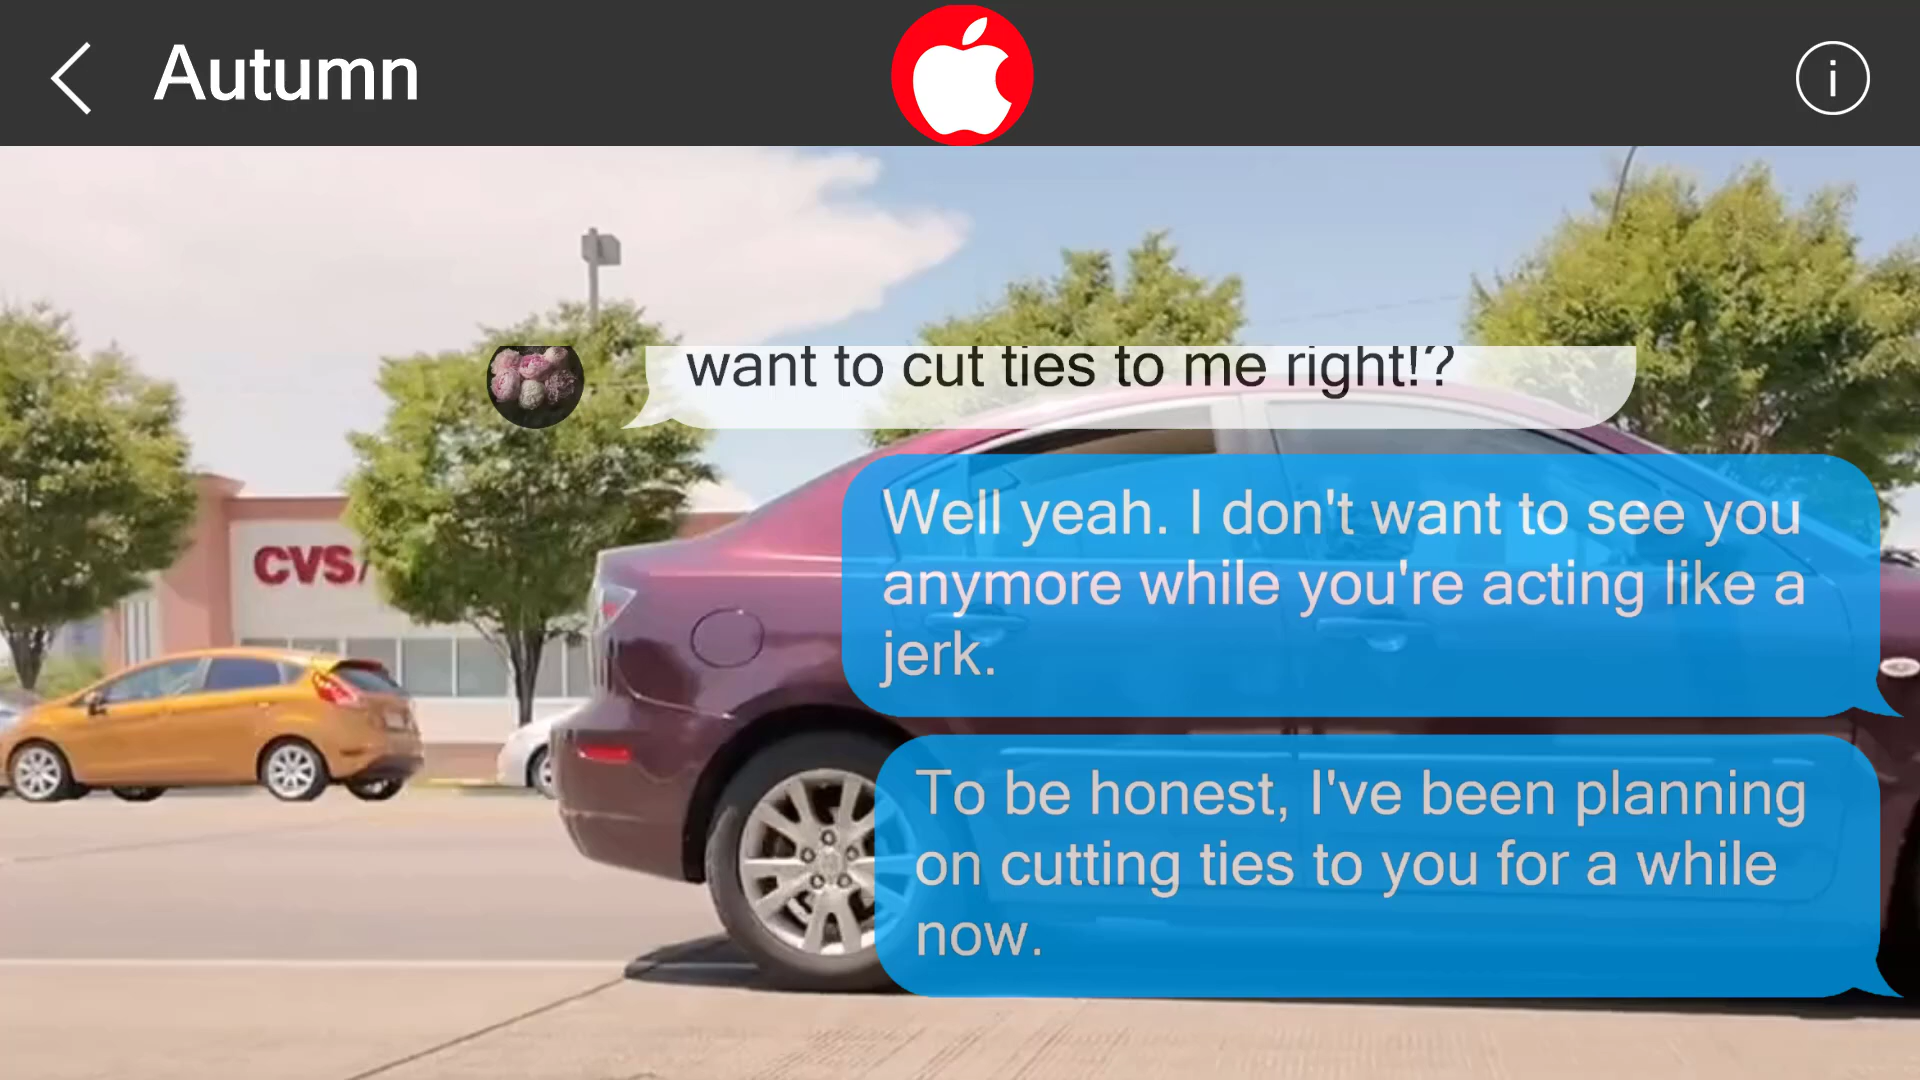 Autumn
want to cut ties to me right!?
Well yeah. I don't want to see you
anymore while you're acting like a
jerk.
CVS/
To be honest, I've been planning
on cutting ties to you for a while
now.